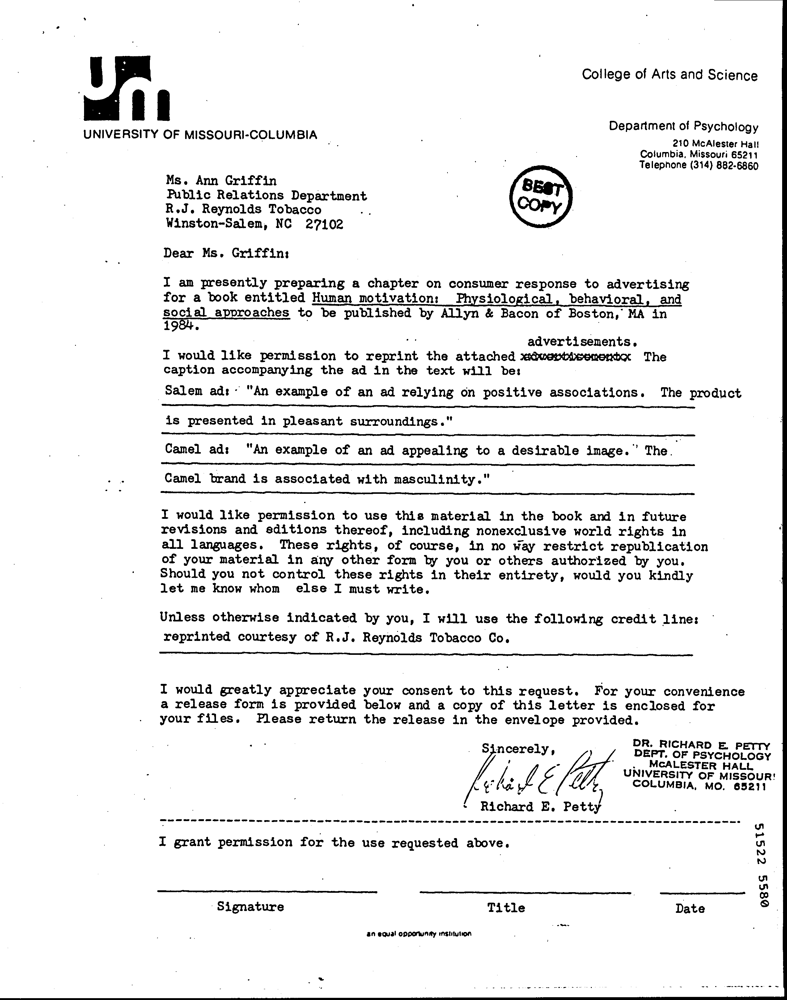 um
College of Arts and Science
UNIVERSITY OF MISSOURI-COLUMBIA
Department of Psychology
210 McAlester Hall
Columbia, Missouri 65211
Telephone (314) 882-6860
Ms. Ann Griffin
Public Relations Department
R.J. Reynolds Tobacco
Winston-Salem, NC 27102
BEST
COPY
Dear Ms. Griffin:
I am presently preparing a chapter on consumer response to advertising
for a book entitled Human motivation: Physiological, behavioral, and
social approaches to be published by Allyn & Bacon of Boston, MA in
1984.
advertisements.
I would like permission to reprint the attached The
caption accompanying the ad in the text will be:
Salem ad: "An example of an ad relying on positive associations. The product
is presented in pleasant surroundings."
Camel ad: "An example of an ad appealing to a desirable image." The
Camel brand is associated with masculinity."
I would like permission to use this material in the book and in future
revisions and editions thereof, including nonexclusive world rights in
all languages. These rights, of course, in no way restrict republication
of your material in any other form by you or others authorized by you.
Should you not control these rights in their entirety, would you kindly
let me know whom else I must write.
Unless otherwise indicated by you, I will use the following credit line:
reprinted courtesy of R.J. Reynolds Tobacco Co.
I would greatly appreciate your consent to this request. For your convenience
a release form is provided below and a copy of this letter is enclosed for
your files. Please return the release in the envelope provided.
Sincerely,
Richard E Petty
Richard E. Petty
DR. RICHARD E. PETTY
DEPT. OF PSYCHOLOGY
McALESTER HALL
UNIVERSITY OF MISSOURI
COLUMBIA, MO. 65211
I grant permission for the use requested above.
Signature Title Date
an equal opportunity institution
51522 5580